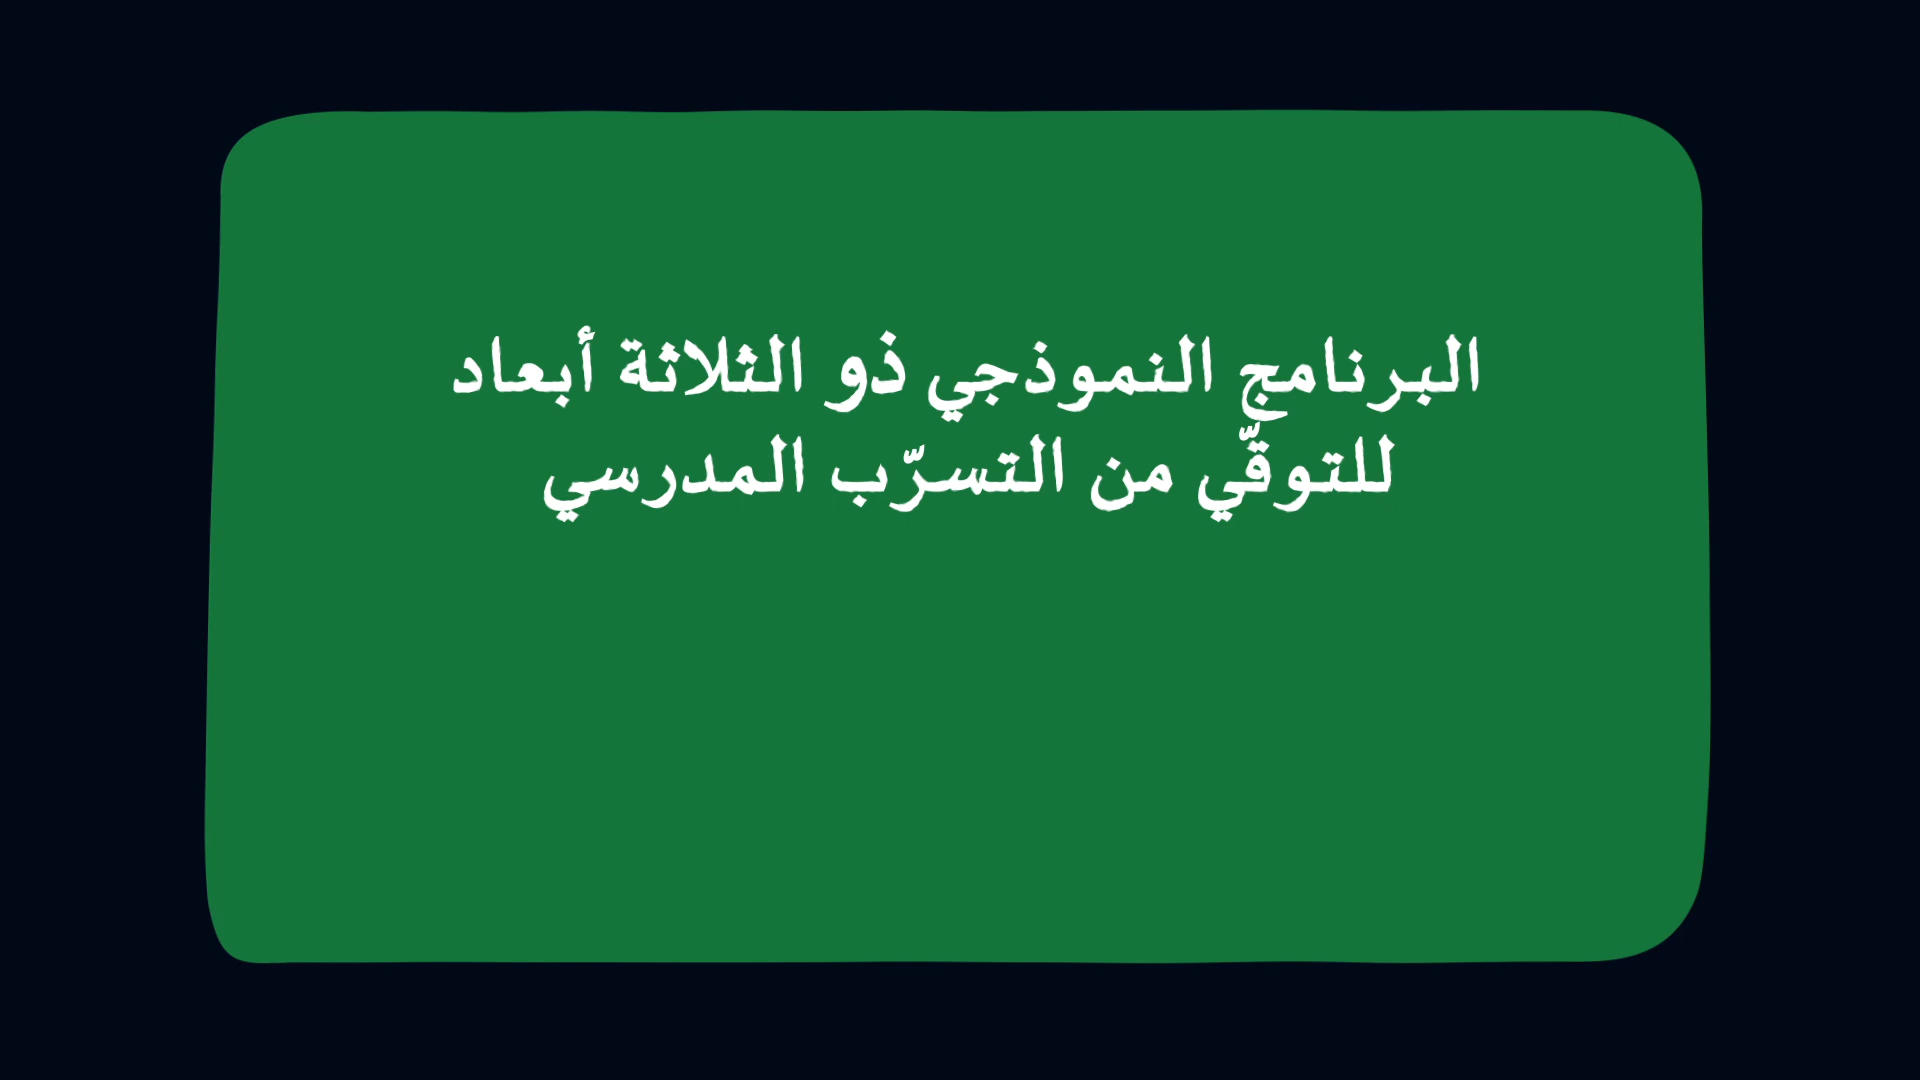 البرنامج النموذجي ذو الثلاثة أبعاد
للتوقّي من التسرّب المدرسي